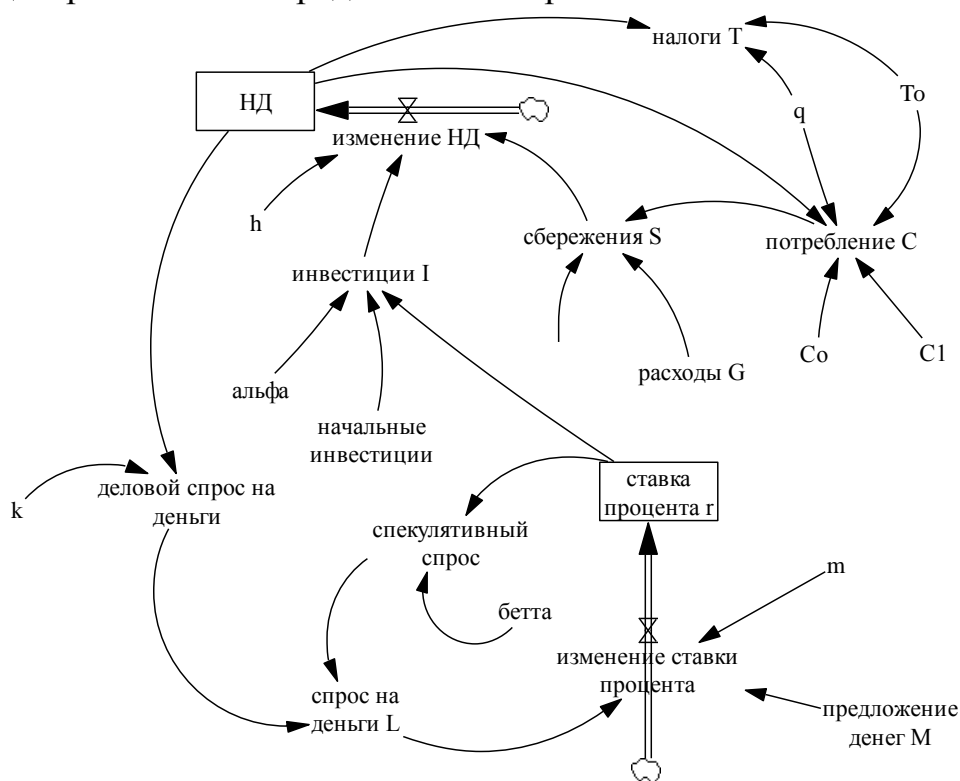 налоги T
НД
To
q
изменение НД
h
сбережения S
потребление C
инвестиции I
Co
C1
расходы G
альфа
начальные
инвестиции
ставка
процента r
деловой спрос на
деньги
k
спекулятивный
спрос
m
бетта
изменение ставки
процента
спрос на
деньги L
предложение
денег M